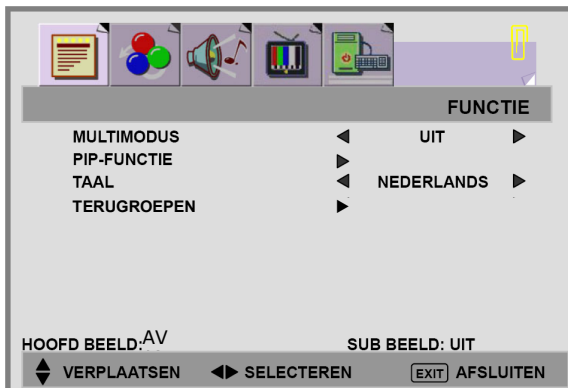 FUNCTIE
MULTIMODUS UIT
PIP-FUNCTIE
TAAL NEDERLANDS
TERUGROEPEN
HOOFD BEELD:AV SUB BEELD: UIT
VERPLAATSEN SELECTEREN EXIT AFSLUITEN